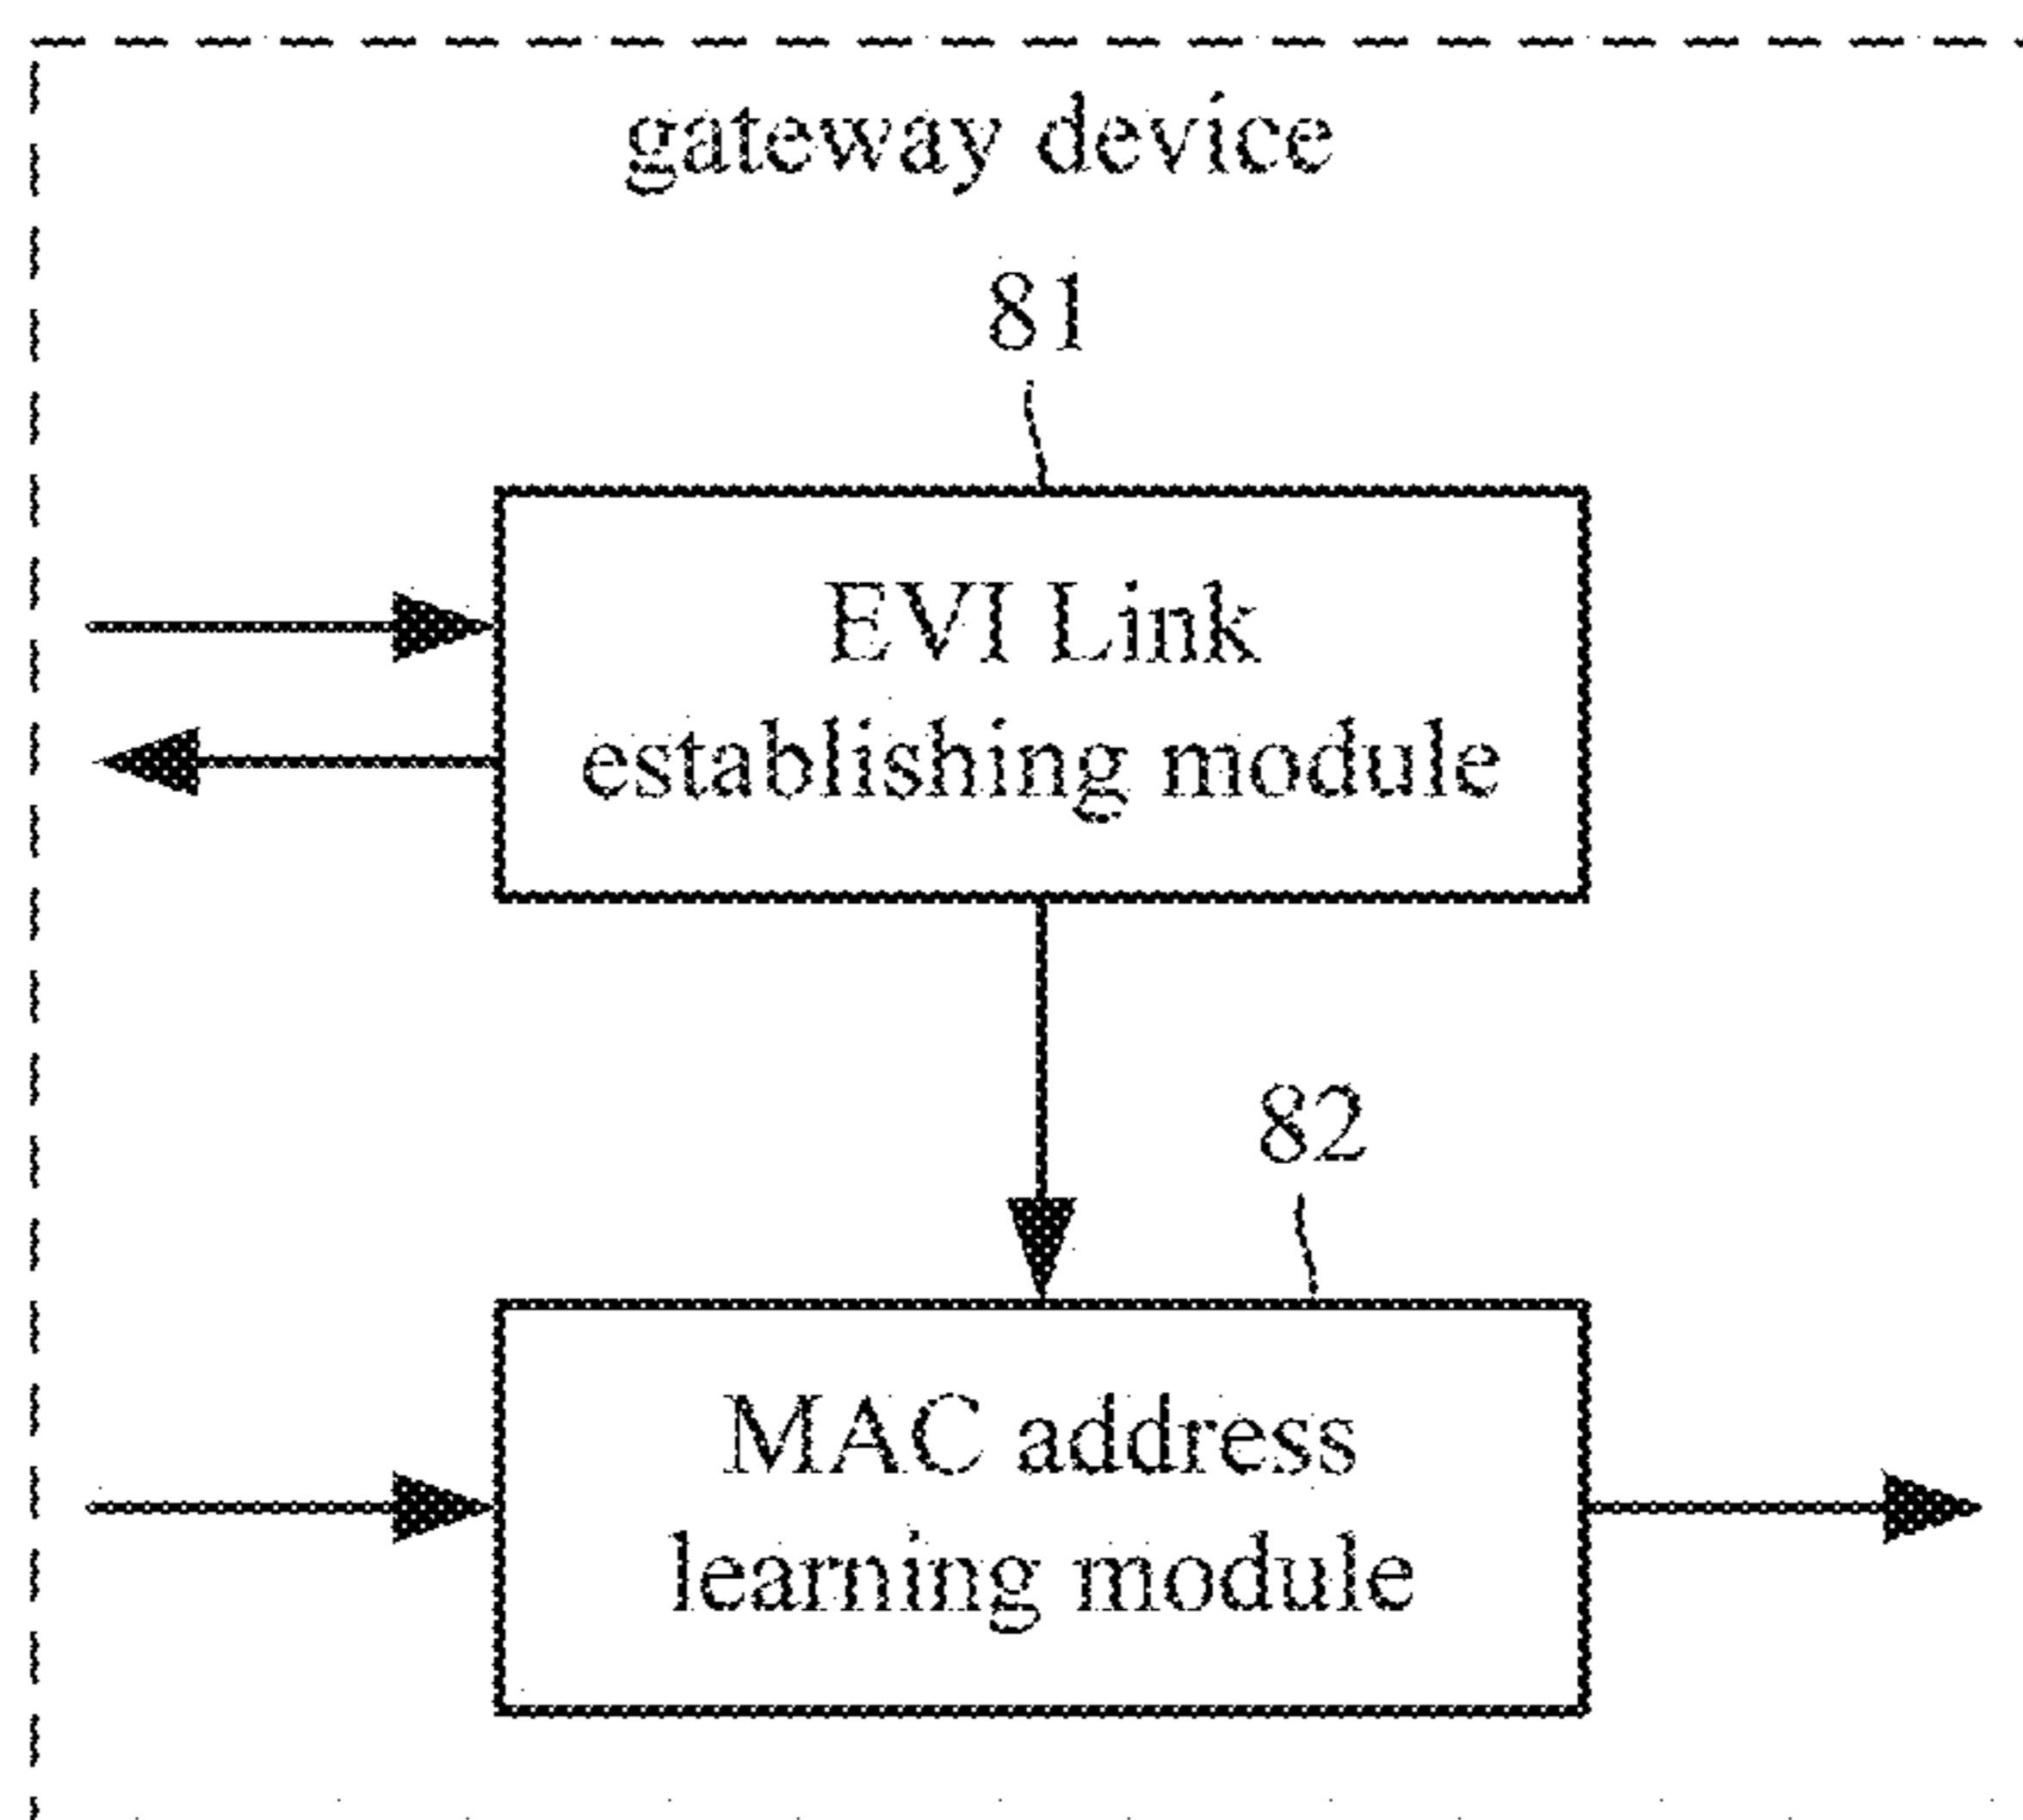 gateway device
81
EVI Link
establishing module
82
MAC address
learning module